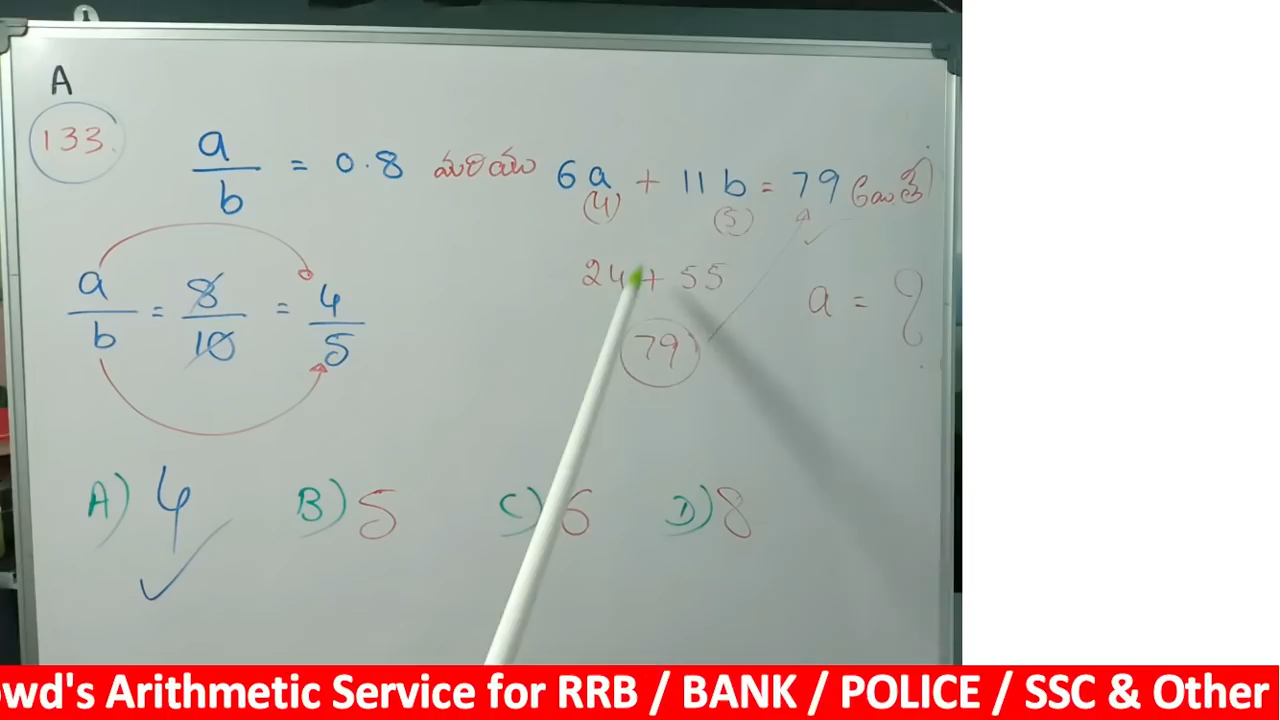 A
133.
a/b = 0.8 మరియు 6a + 11b = 79 అయితే
(4) (5)
a/b = 8/10 = 4/5
24 + 55
a = ?
79
A) 4 ✓ B) 5 C) 6 D) 8
owd's Arithmetic Service for RRB / BANK / POLICE / SSC & Other